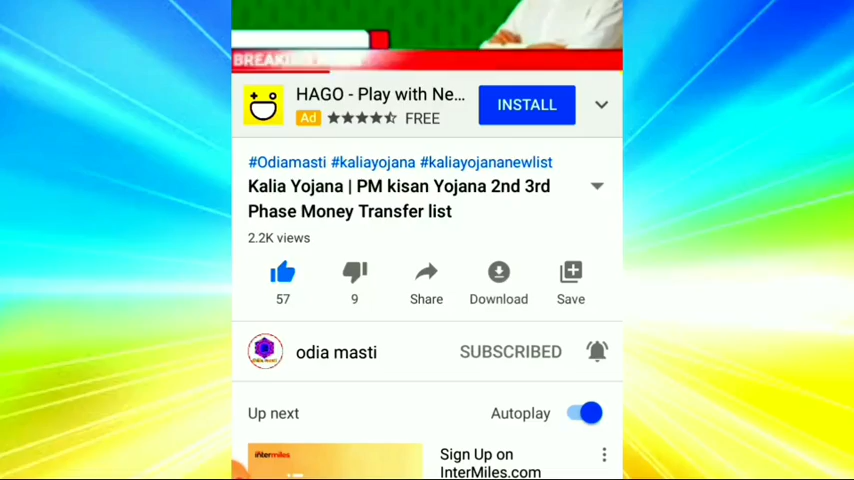 BREAKI
HAGO - Play with Ne...
Ad FREE
INSTALL
#Odiamasti #kaliayojana #kaliayojananewlist
Kalia Yojana | PM kisan Yojana 2nd 3rd
Phase Money Transfer list
2.2K views
57 9 Share Download Save
odia masti SUBSCRIBED
Up next Autoplay
intermiles
Sign Up on
InterMiles.com